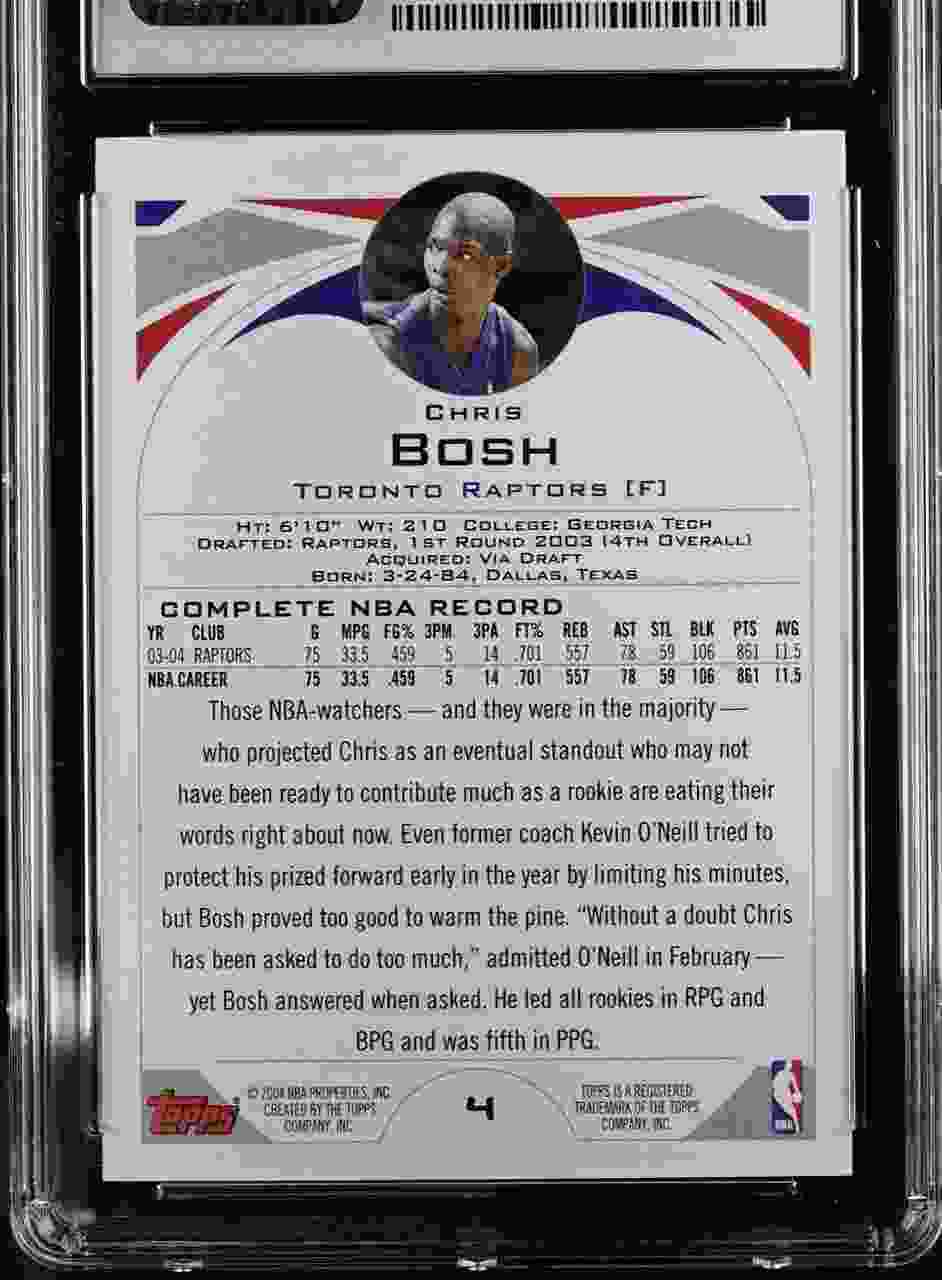 CHRIS
BOSH
TORONTO RAPTORS [F]
HT: 6'10" WT: 210 COLLEGE: GEORGIA TECH
DRAFTED: RAPTORS, 1ST ROUND 2003 (4TH OVERALL)
ACQUIRED: VIA DRAFT
BORN: 3-24-84, DALLAS, TEXAS
COMPLETE NBA RECORD
YR CLUB G MPG FG% 3PM 3PA FT% REB AST STL BLK PTS AVG
03-04 RAPTORS 75 33.5 .459 5 14 .701 557 78 59 106 861 11.5
NBA CAREER 75 33.5 .459 5 14 .701 557 78 59 106 861 11.5
Those NBA-watchers — and they were in the majority —
who projected Chris as an eventual standout who may not
have been ready to contribute much as a rookie are eating their
words right about now. Even former coach Kevin O'Neill tried to
protect his prized forward early in the year by limiting his minutes,
but Bosh proved too good to warm the pine. "Without a doubt Chris
has been asked to do too much," admitted O'Neill in February —
yet Bosh answered when asked. He led all rookies in RPG and
BPG and was fifth in PPG.
Topps
© 2004 NBA PROPERTIES, INC.
CREATED BY THE TOPPS
COMPANY, INC.
4
TOPPS IS A REGISTERED
TRADEMARK OF THE TOPPS
COMPANY, INC.
NBA